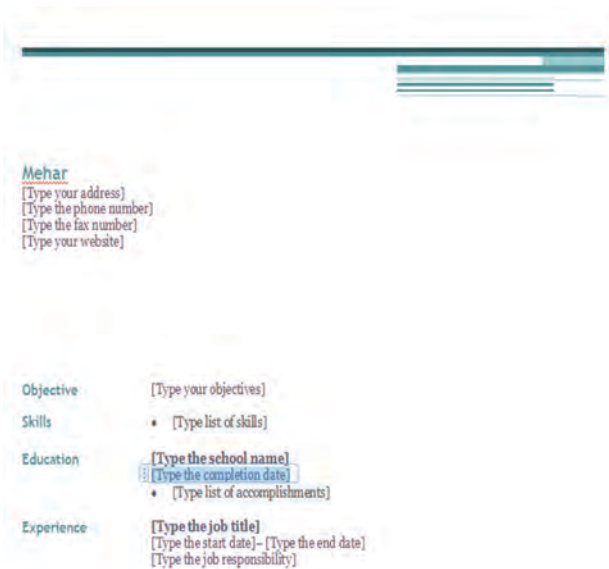 Mehar
[Type your address]
[Type the phone number]
[Type the fax number]
[Type your website]
Objective [Type your objectives]
Skills • [Type list of skills]
Education [Type the school name]
[Type the completion date]
• [Type list of accomplishments]
Experience [Type the job title]
[Type the start date]– [Type the end date]
[Type the job responsibility]